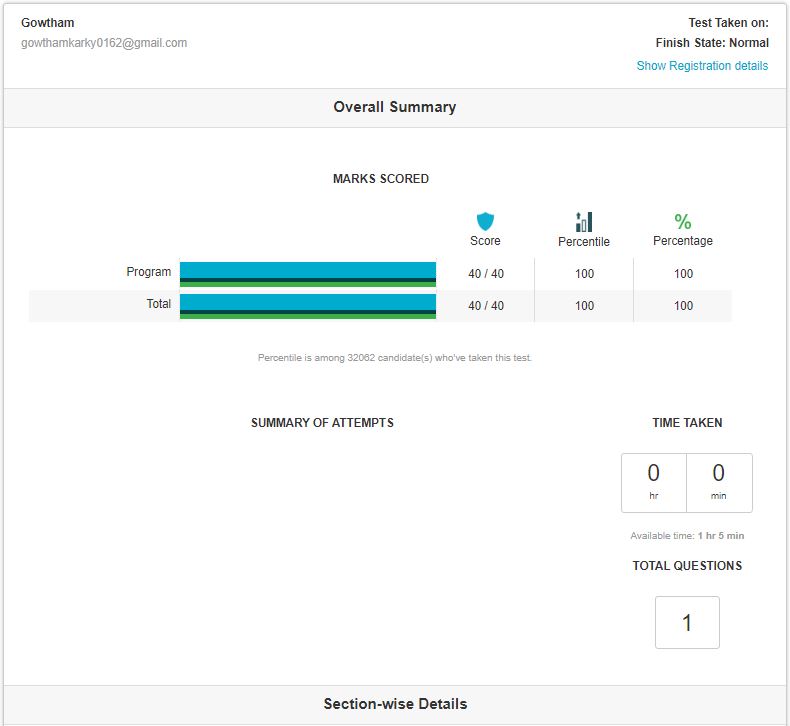 Gowtham
Test Taken on:
gowthamkarky0162@gmail.com
Finish State: Normal
Show Registration details
Overall Summary
MARKS SCORED
%
Score Percentile Percentage
Program 40 / 40 100 100
Total 40 / 40 100 100
Percentile is among 32062 candidate(s) who've taken this test.
SUMMARY OF ATTEMPTS
TIME TAKEN
0 0
hr min
Available time: 1 hr 5 min
TOTAL QUESTIONS
1
Section-wise Details